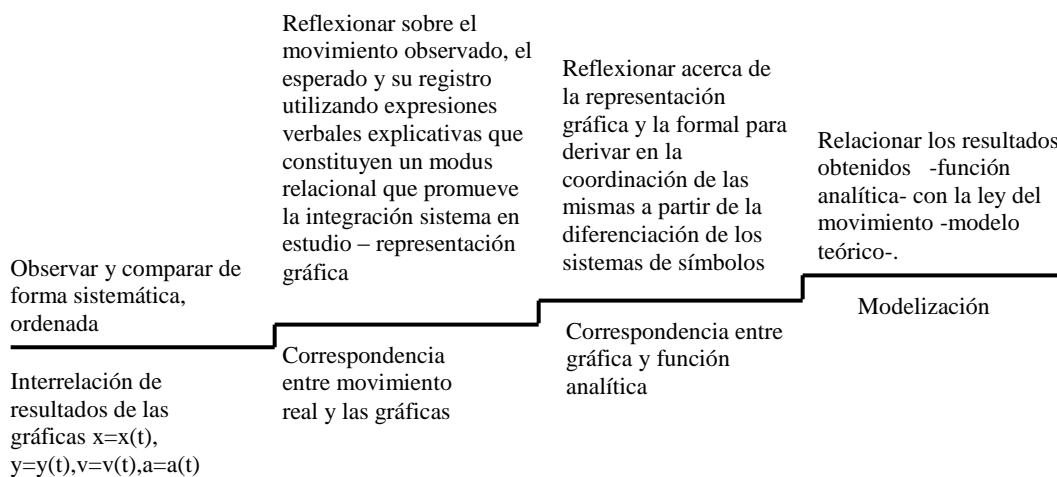 Observar y comparar de
forma sistemática,
ordenada
Interrelación de
resultados de las
gráficas x=x(t),
y=y(t),v=v(t),a=a(t)
Reflexionar sobre el
movimiento observado, el
esperado y su registro
utilizando expresiones
verbales explicativas que
constituyen un modus
relacional que promueve
la integración sistema en
estudio – representación
gráfica
Correspondencia
entre movimiento
real y las gráficas
Reflexionar acerca de
la representación
gráfica y la formal para
derivar en la
coordinación de las
mismas a partir de la
diferenciación de los
sistemas de símbolos
Correspondencia entre
gráfica y función
analítica
Relacionar los resultados
obtenidos -función
analítica- con la ley del
movimiento -modelo
teórico-.
Modelización